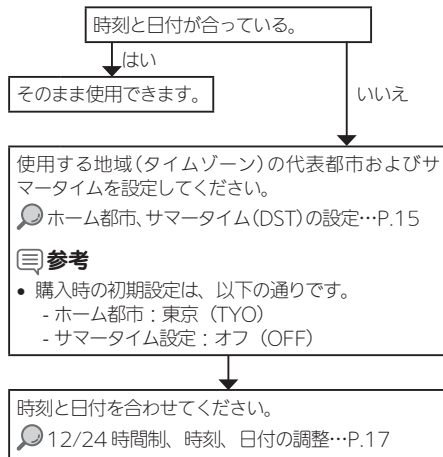 時刻と日付が合っている。
はい
そのまま使用できます。
いいえ
使用する地域（タイムゾーン）の代表都市およびサ
マータイムを設定してください。
ホーム都市、サマータイム（DST）の設定…P.15
参考
• 購入時の初期設定は、以下の通りです。
- ホーム都市：東京（TYO）
- サマータイム設定：オフ（OFF）
時刻と日付を合わせてください。
12/24 時間制、時刻、日付の調整…P.17